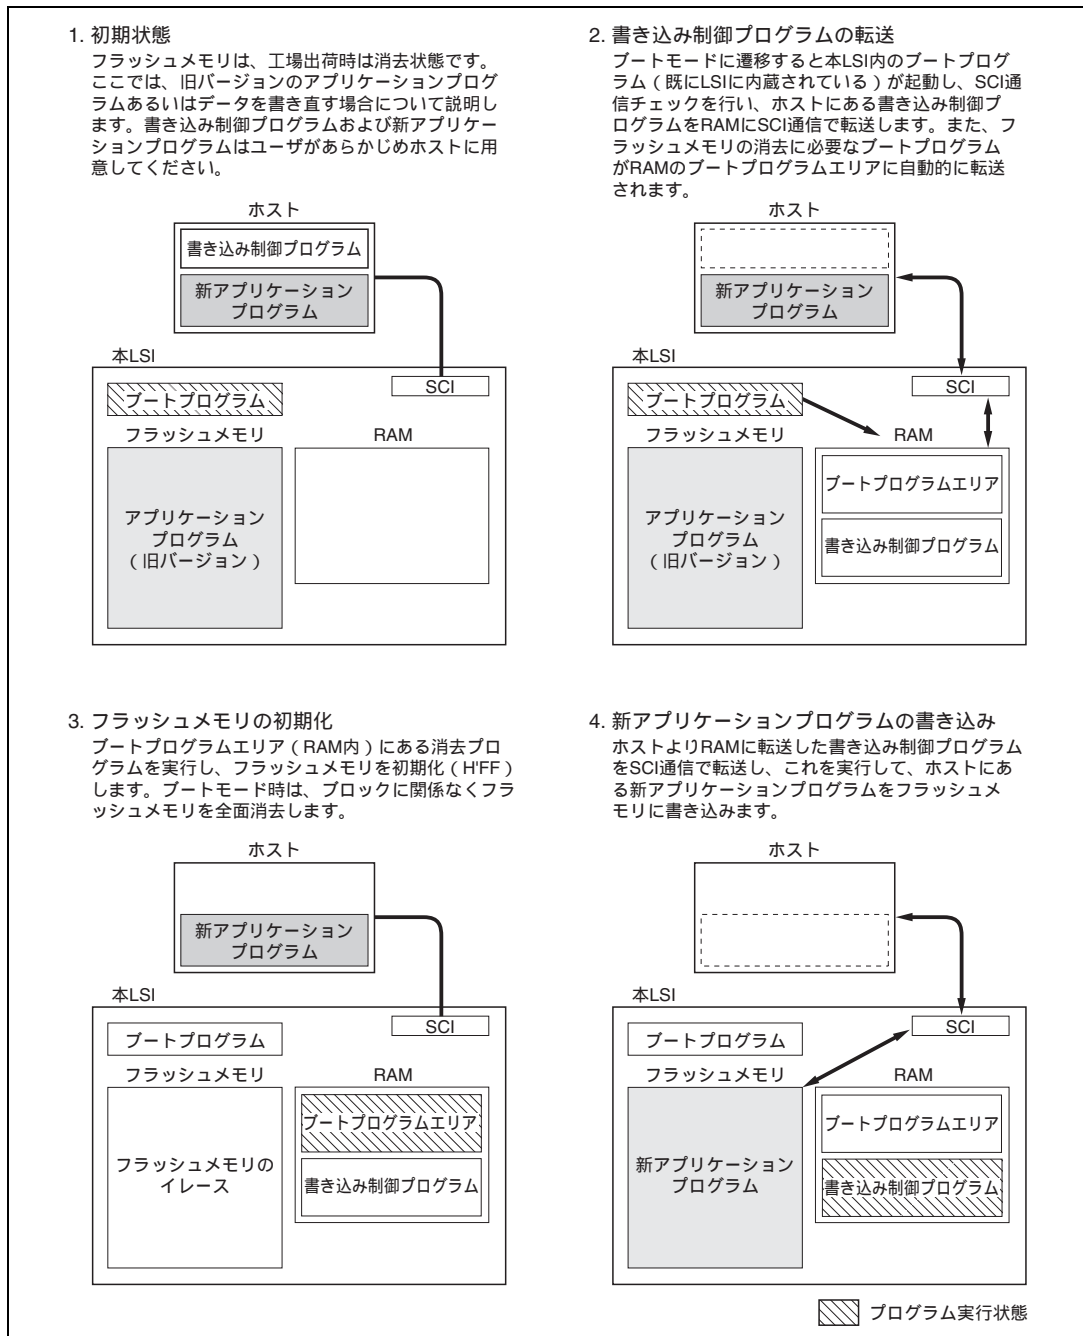 1. 初期状態
フラッシュメモリは、工場出荷時は消去状態です。
ここでは、旧バージョンのアプリケーションプログ
ラムあるいはデータを書き直す場合について説明し
ます。書き込み制御プログラムおよび新アプリケー
ションプログラムはユーザがあらかじめホストに用
意してください。
ホスト
書き込み制御プログラム
新アプリケーション
プログラム
本LSI
SCI
ブートプログラム
フラッシュメモリ
RAM
アプリケーション
プログラム
（旧バージョン）
2. 書き込み制御プログラムの転送
ブートモードに遷移すると本LSI内のブートプログ
ラム（既にLSIに内蔵されている）が起動し、SCI通
信チェックを行い、ホストにある書き込み制御プ
ログラムをRAMにSCI通信で転送します。また、フ
ラッシュメモリの消去に必要なブートプログラム
がRAMのブートプログラムエリアに自動的に転送
されます。
ホスト
新アプリケーション
プログラム
本LSI
SCI
ブートプログラム
フラッシュメモリ
RAM
ブートプログラムエリア
アプリケーション
プログラム
（旧バージョン）
書き込み制御プログラム
3. フラッシュメモリの初期化
ブートプログラムエリア（RAM内）にある消去プロ
グラムを実行し、フラッシュメモリを初期化（H'FF）
します。ブートモード時は、ブロックに関係なくフラ
ッシュメモリを全面消去します。
ホスト
新アプリケーション
プログラム
本LSI
SCI
ブートプログラム
フラッシュメモリ
RAM
ブートプログラムエリア
フラッシュメモリの
イレース
書き込み制御プログラム
4. 新アプリケーションプログラムの書き込み
ホストよりRAMに転送した書き込み制御プログラム
をSCI通信で転送し、これを実行して、ホストにあ
る新アプリケーションプログラムをフラッシュメ
モリに書き込みます。
ホスト
本LSI
SCI
ブートプログラム
フラッシュメモリ
RAM
ブートプログラムエリア
新アプリケーション
プログラム
書き込み制御プログラム
プログラム実行状態